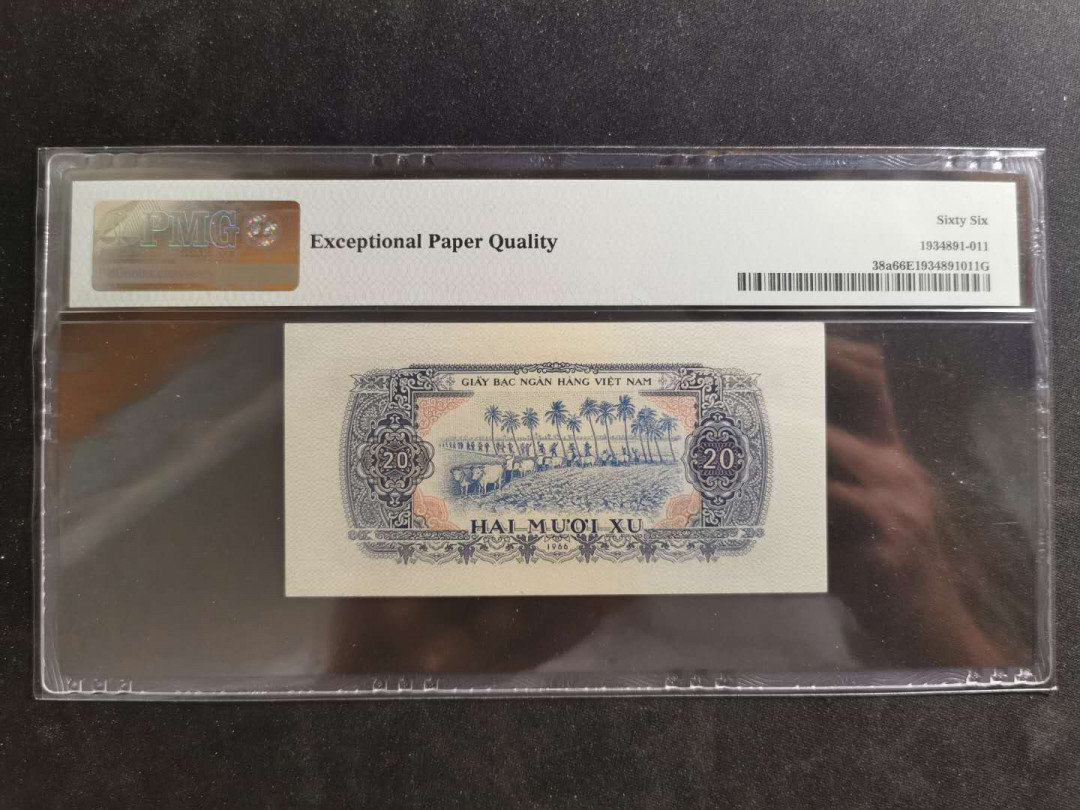 PMG
Exceptional Paper Quality
Sixty Six
1934891-011
38a66E1934891011G
GIẤY BẠC NGÂN HÀNG VIỆT NAM
20
20
HAI MƯƠI XU
1966